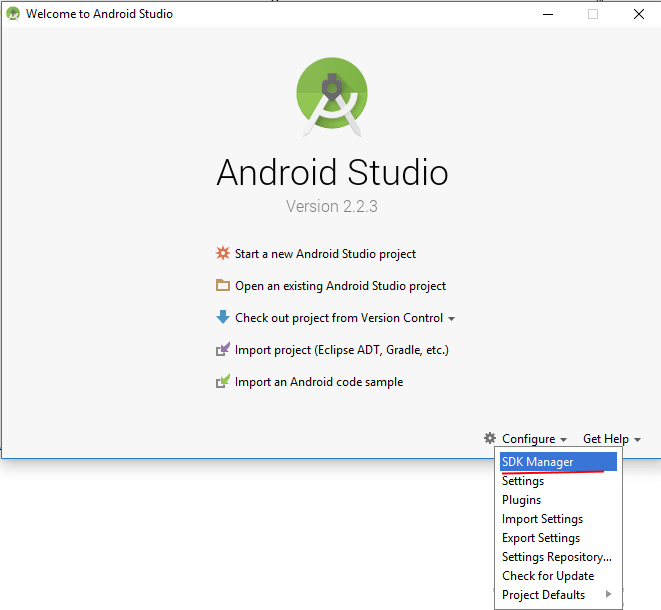 Welcome to Android Studio
Android Studio
Version 2.2.3
Start a new Android Studio project
Open an existing Android Studio project
Check out project from Version Control
Import project (Eclipse ADT, Gradle, etc.)
Import an Android code sample
Configure Get Help
SDK Manager
Settings
Plugins
Import Settings
Export Settings
Settings Repository...
Check for Update
Project Defaults